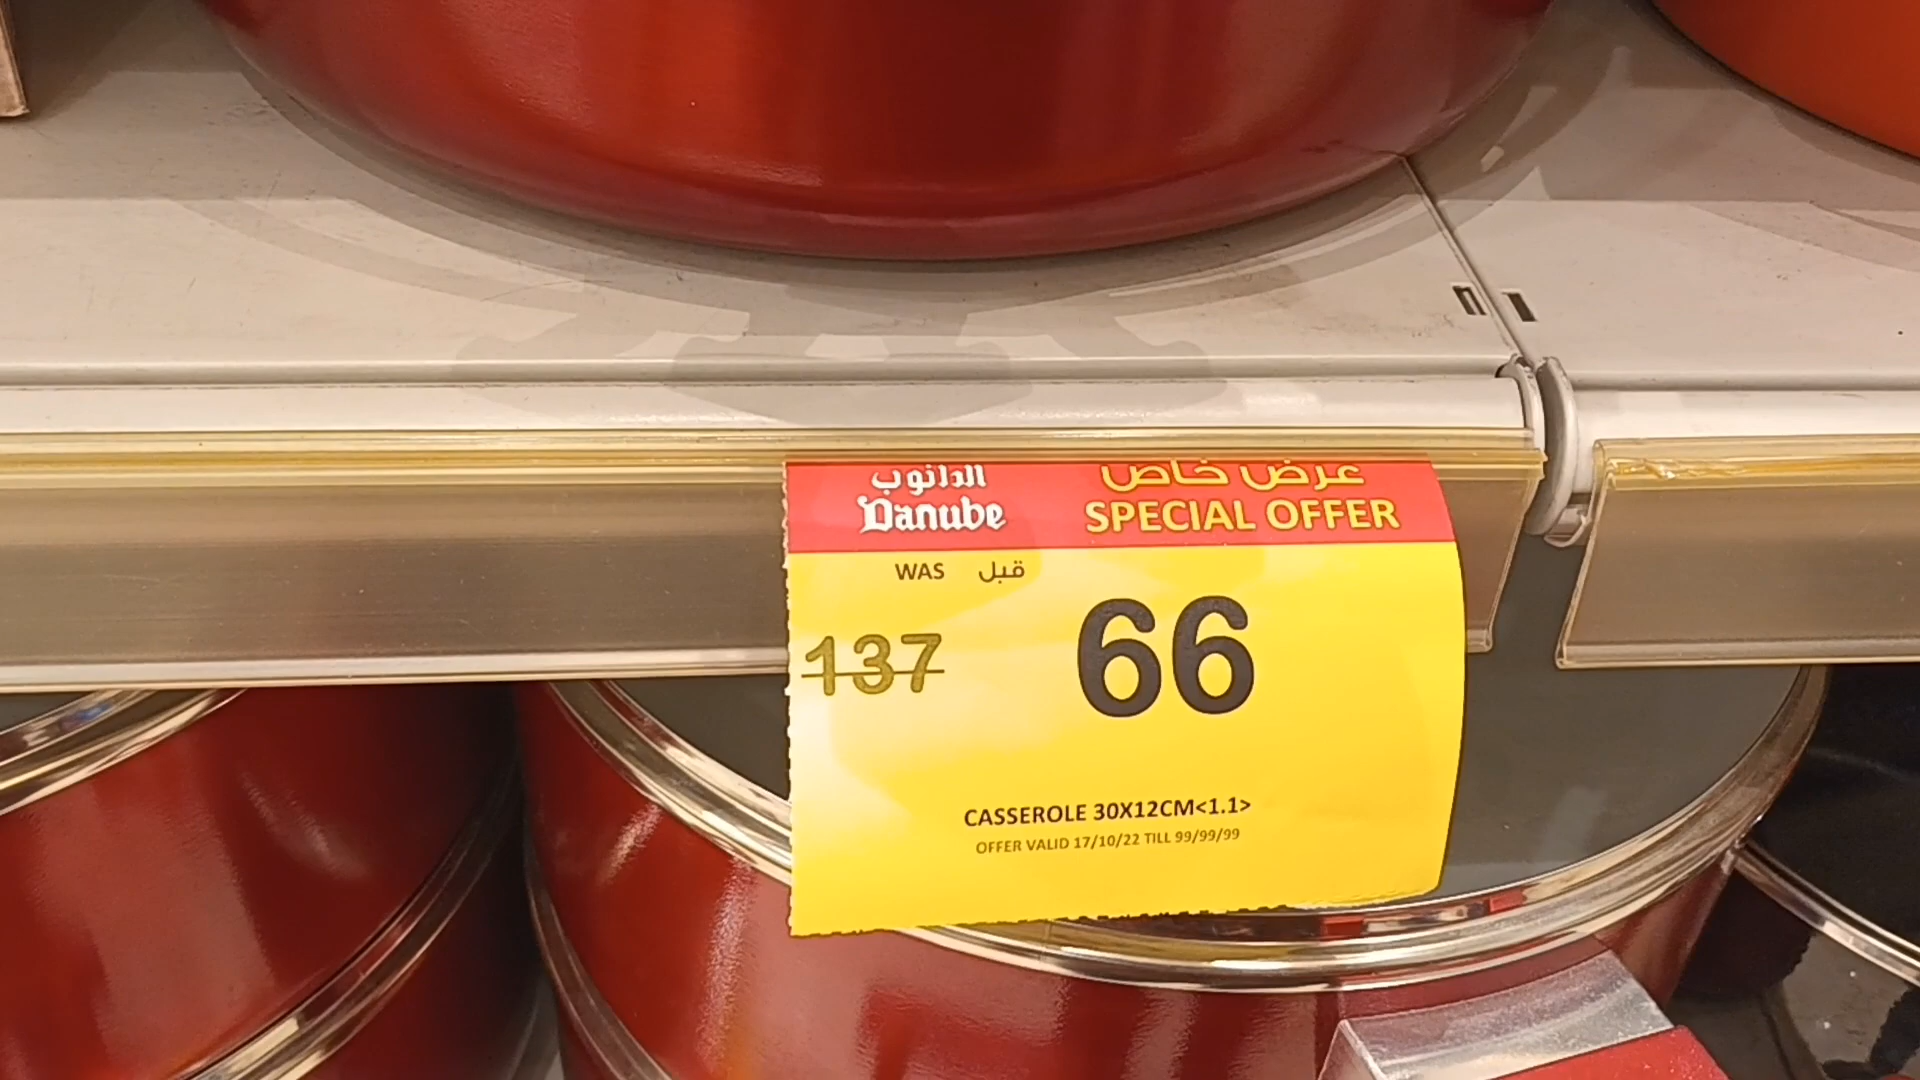 الدانوب
Danube
عرض خاص
SPECIAL OFFER
WAS قبل
137
66
CASSEROLE 30X12CM<1.1>
OFFER VALID 17/10/22 TILL 99/99/99